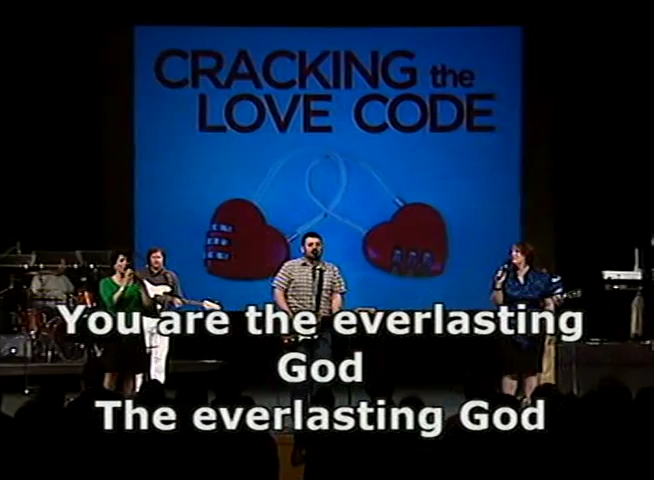 CRACKING the
LOVE CODE
You are the everlasting
God
The everlasting God